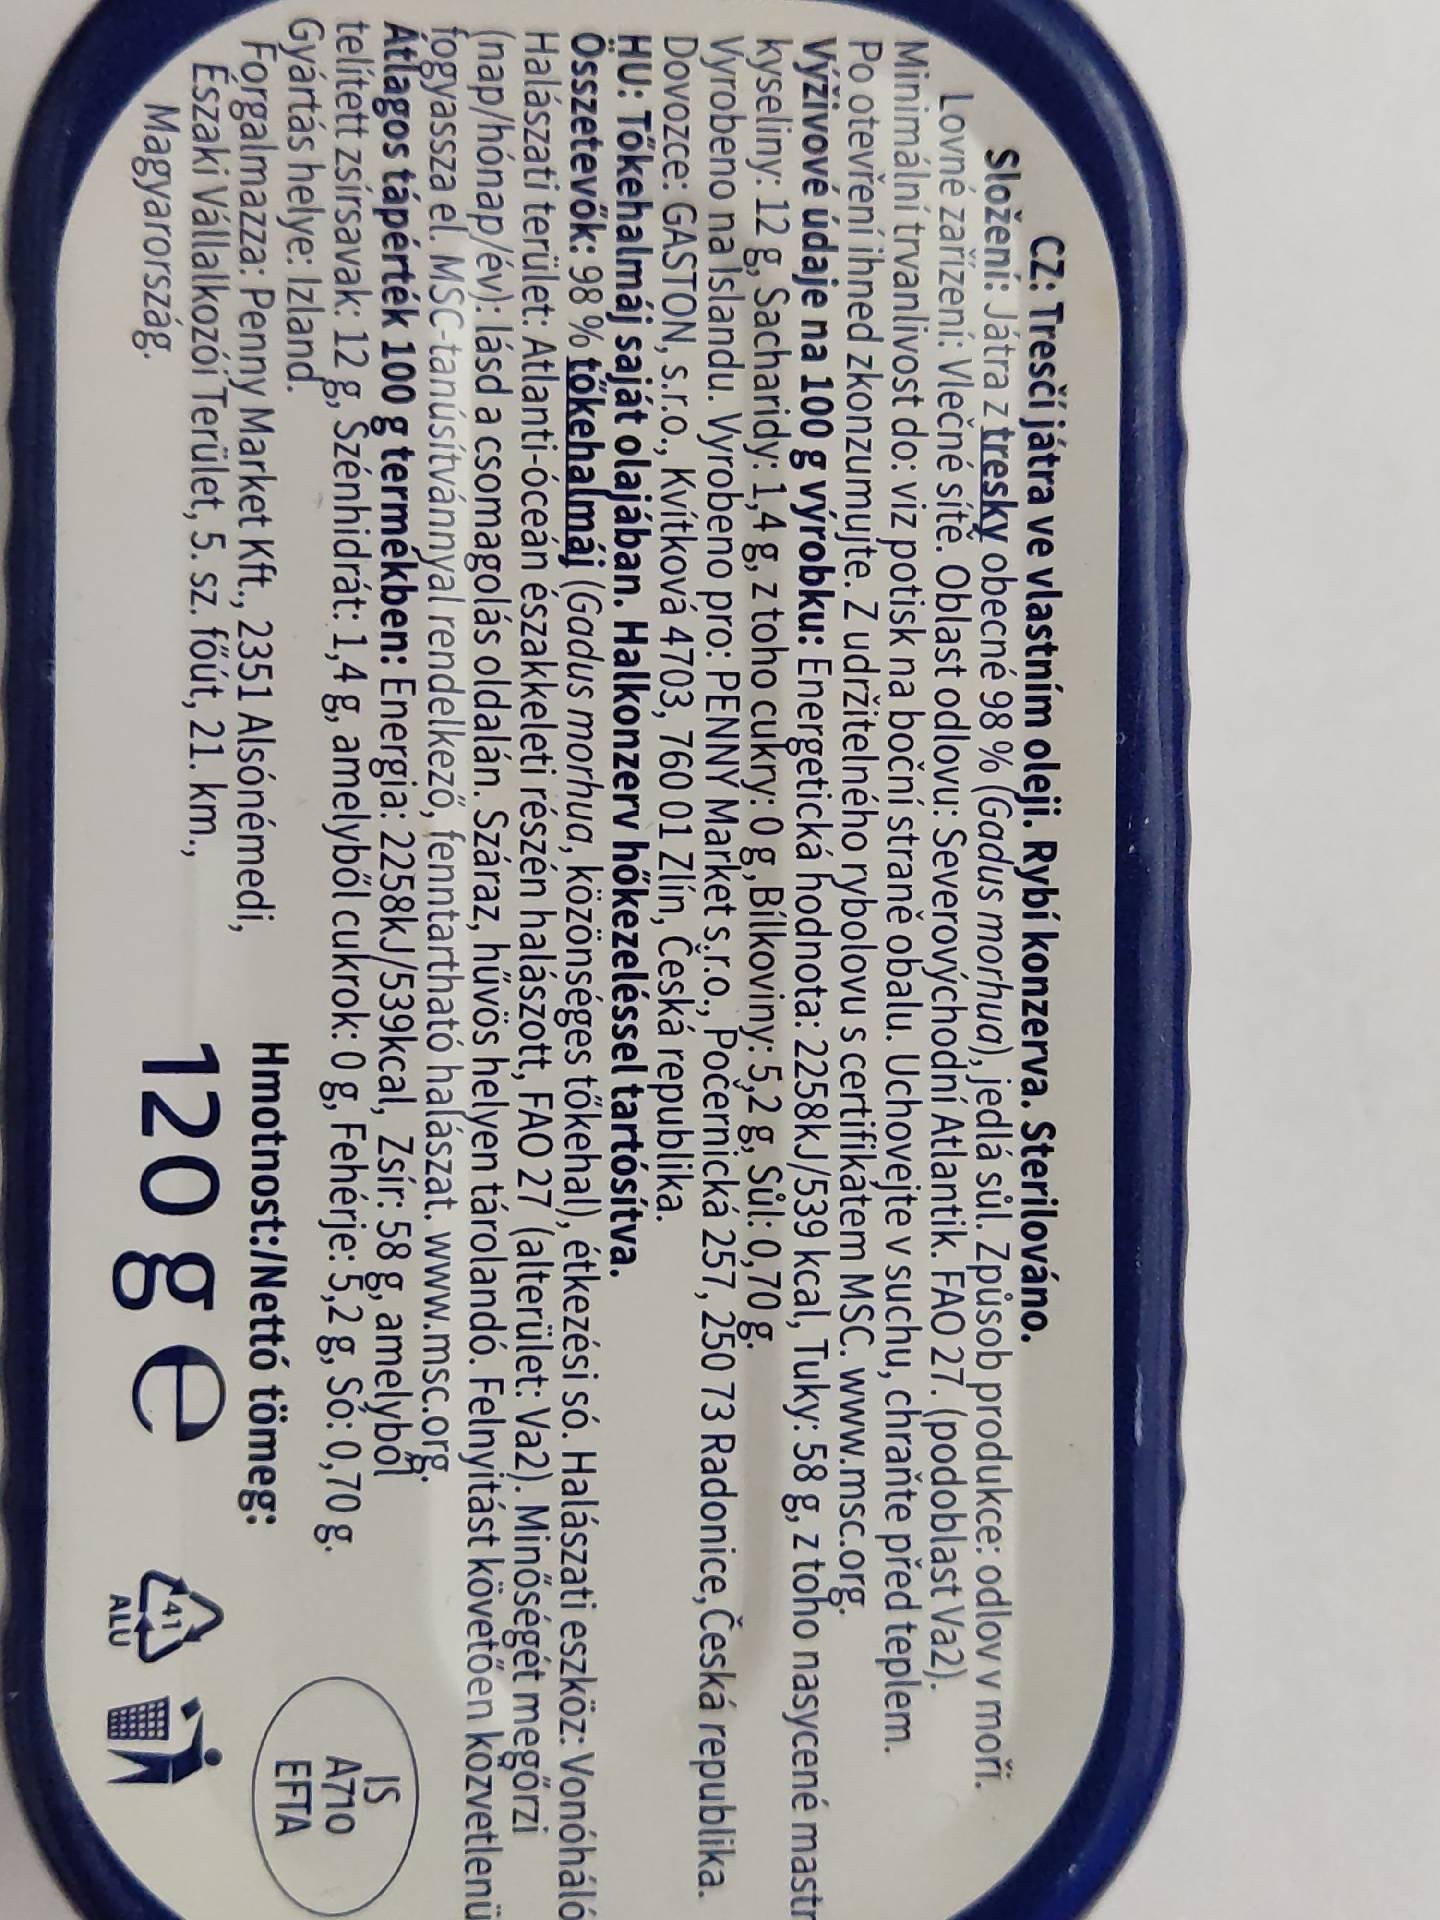 CZ: Tresčí játra ve vlastním oleji. Rybí konzerva. Sterilováno.
Složení: Játra z tresky obecné 98 % (Gadus morhua), jedlá sůl. Způsob produkce: odlov v moři.
Lovné zařízení: Vlečné sítě. Oblast odlovu: Severovýchodní Atlantik. FAO 27. (podoblast Va2).
Minimální trvanlivost do: viz potisk na boční straně obalu. Uchovejte v suchu, chraňte před teplem.
Po otevření ihned zkonzumujte. Z udržitelného rybolovu s certifikátem MSC. www.msc.org.
Výživové údaje na 100 g výrobku: Energetická hodnota: 2258kJ/539 kcal, Tuky: 58 g, z toho nasycené mastn
kyseliny: 12 g, Sacharidy: 1,4 g, z toho cukry: 0 g, Bílkoviny: 5,2 g, Sůl: 0,70 g.
Vyrobeno na Islandu. Vyrobeno pro: PENNY Market s.r.o., Počernická 257, 250 73 Radonice, Česká republika.
Dovozce: GASTON, s.r.o., Kvítková 4703, 760 01 Zlín, Česká republika.
HU: Tőkehalmáj saját olajában. Halkonzerv hőkezeléssel tartósítva.
Összetevők: 98 % tőkehalmáj (Gadus morhua, közönséges tőkehal), étkezési só. Halászati eszköz: Vonóháló
Halászati terület: Atlanti-óceán északkeleti részén halászott, FAO 27 (alterület: Va2). Minőségét megőrzi
(nap/hónap/év): lásd a csomagolás oldalán. Száraz, hűvös helyen tárolandó. Felnyitást követően közvetlenü
fogyassza el. MSC-tanúsítvánnyal rendelkező, fenntartható halászat. www.msc.org.
Átlagos tápérték 100 g termékben: Energia: 2258kJ/539kcal, Zsír: 58 g, amelyből
telített zsírsavak: 12 g, Szénhidrát: 1,4 g, amelyből cukrok: 0 g, Fehérje: 5,2 g, Só: 0,70 g.
Gyártás helye: Izland.
Forgalmazza: Penny Market Kft., 2351 Alsónémedi,
Északi Vállalkozói Terület, 5. sz. főút, 21. km.,
Magyarország.
Hmotnost:/Nettó tömeg:
120 g e
41
ALU
IS
A710
EFTA